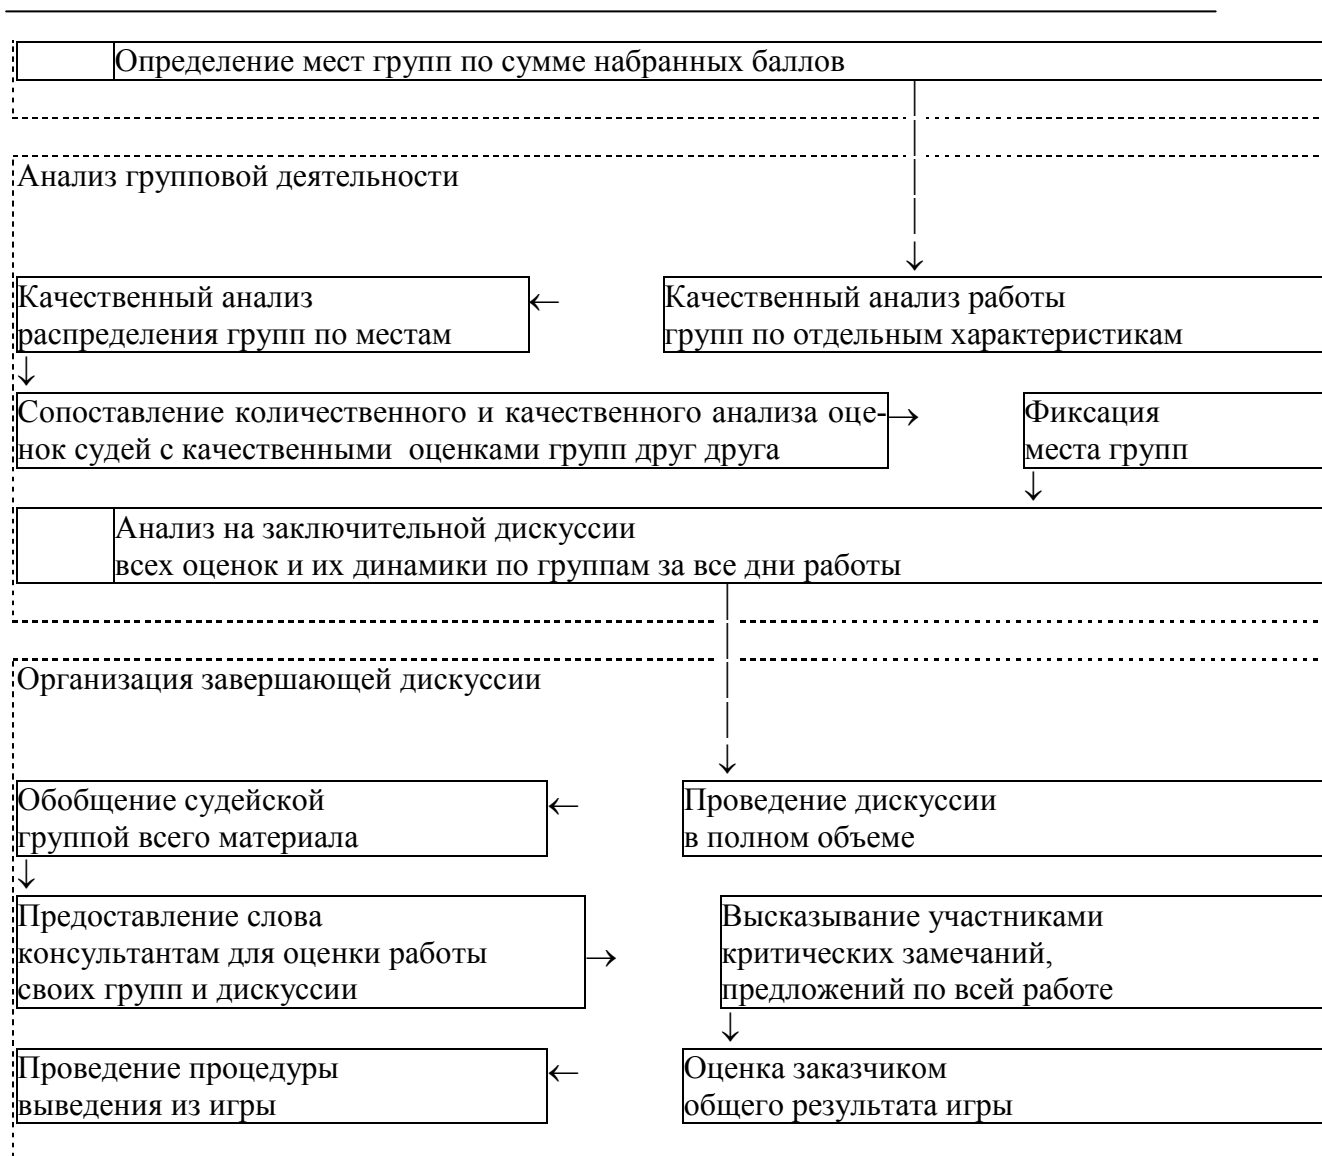 Определение мест групп по сумме набранных баллов
Анализ групповой деятельности
Качественный анализ
распределения групп по местам
Качественный анализ работы
групп по отдельным характеристикам
Сопоставление количественного и качественного анализа оце-
нок судей с качественными оценками групп друг друга
Фиксация
места групп
Анализ на заключительной дискуссии
всех оценок и их динамики по группам за все дни работы
Организация завершающей дискуссии
Обобщение судейской
группой всего материала
Проведение дискуссии
в полном объеме
Предоставление слова
консультантам для оценки работы
своих групп и дискуссии
Высказывание участниками
критических замечаний,
предложений по всей работе
Проведение процедуры
выведения из игры
Оценка заказчиком
общего результата игры